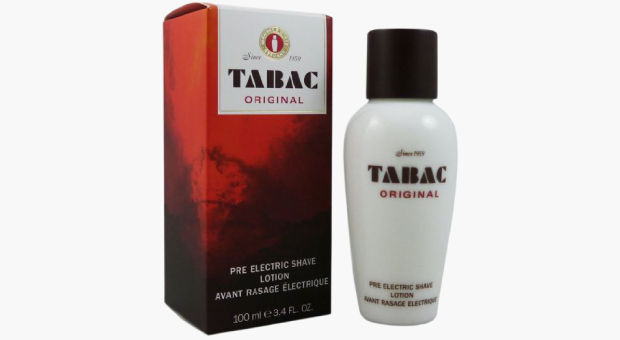 Since 1959
TABAC
ORIGINAL
PRE ELECTRIC SHAVE
LOTION
AVANT RASAGE ÉLECTRIQUE
100 ml e 3.4 FL. OZ.
Since 1959
TABAC
ORIGINAL
PRE ELECTRIC SHAVE
LOTION
AVANT RASAGE ÉLECTRIQUE